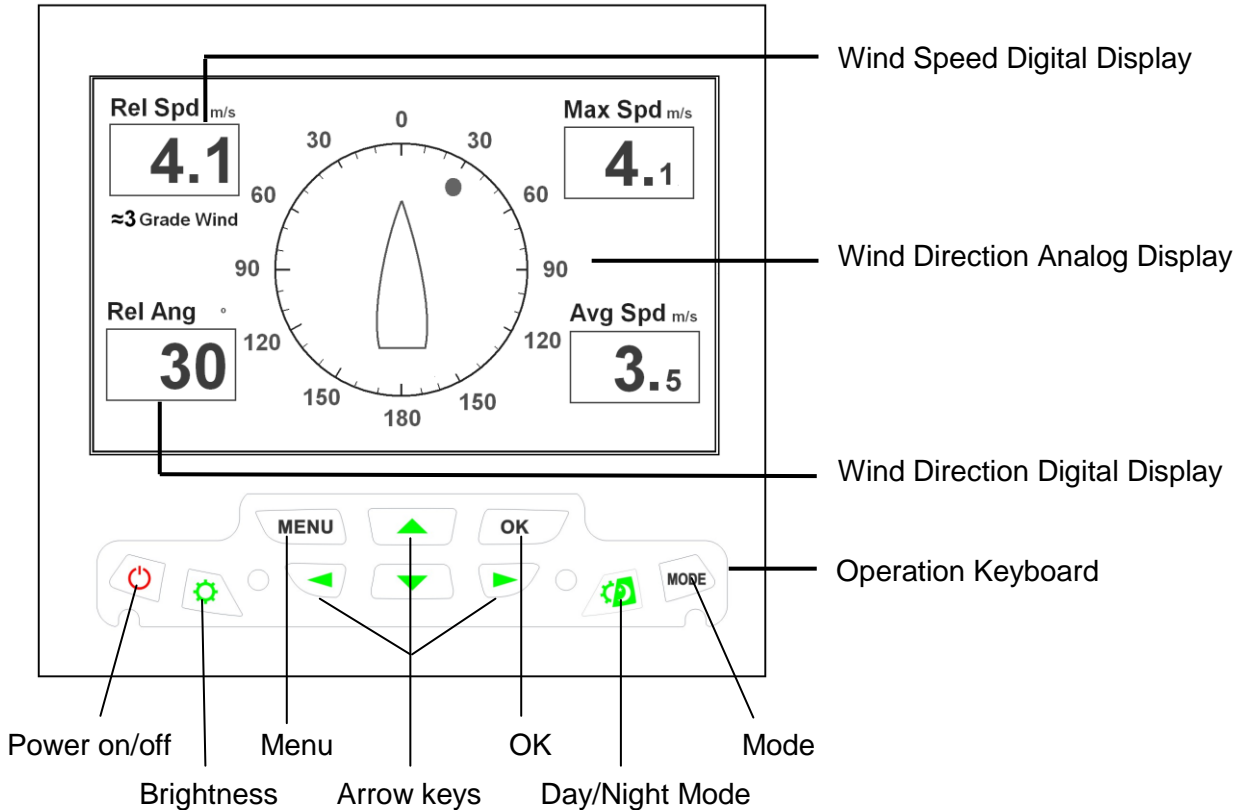 Wind Speed Digital Display
Rel Spd m/s
4.1
≈3 Grade Wind
Max Spd m/s
4.1
0
30
30
60
60
90
90
Wind Direction Analog Display
Rel Ang °
30
Avg Spd m/s
3.5
120
120
150
150
180
Wind Direction Digital Display
MENU
OK
MODE
Operation Keyboard
Power on/off
Menu
OK
Mode
Brightness
Arrow keys
Day/Night Mode